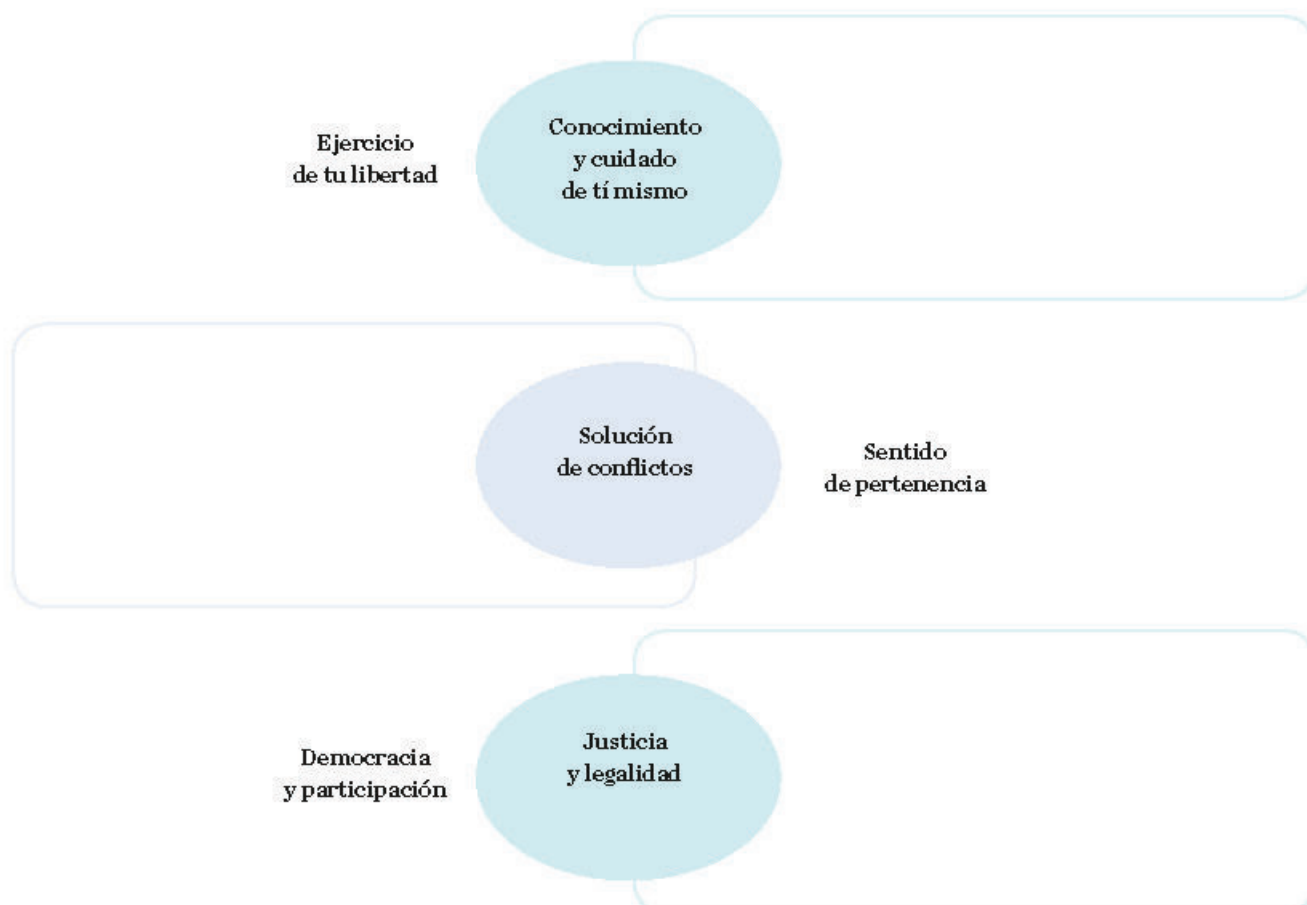 Ejercicio
de tu libertad
Conocimiento
y cuidado
de tí mismo
Solución
de conflictos
Sentido
de pertenencia
Democracia
y participación
Justicia
y legalidad